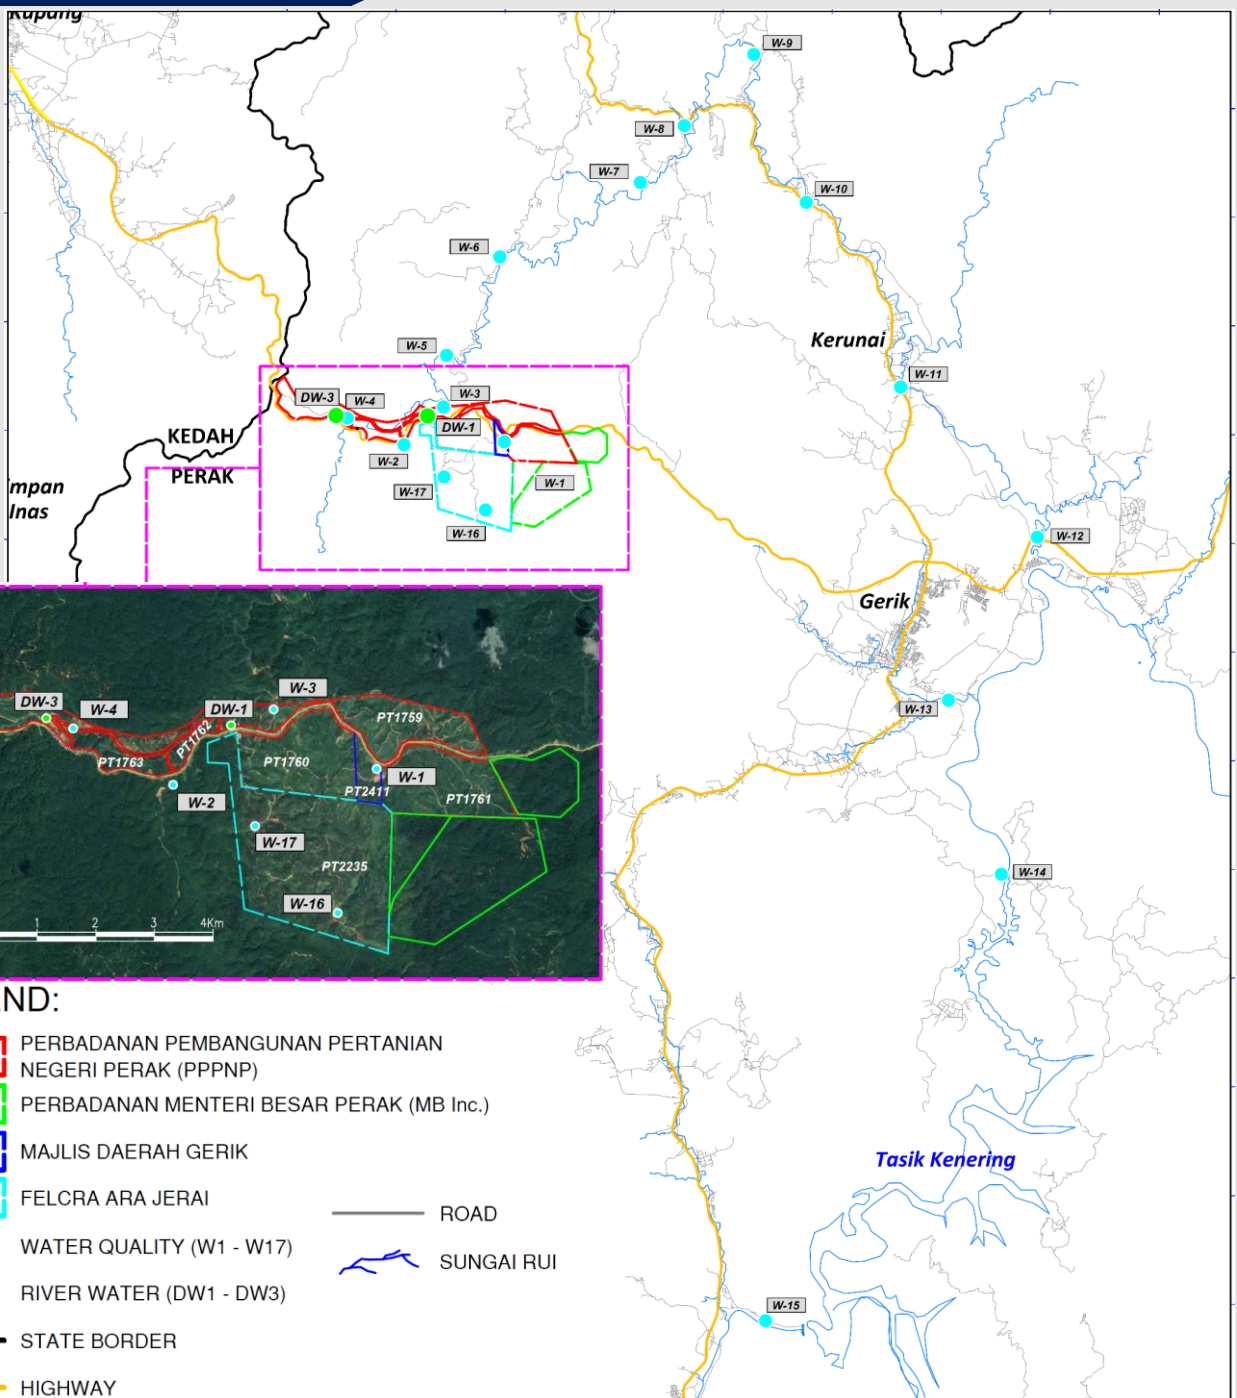 Kupang
W-9
W-8
W-7
W-10
W-6
Kerunai
W-5
W-11
DW-3
W-4
W-3
DW-1
KEDAH
W-2
PERAK
W-17
W-1
mpan
Inas
W-16
W-12
Gerik
W-13
DW-3
W-4
DW-1
W-3
PT1759
PT1762
PT1763
PT1760
W-1
W-2
PT2411
PT1761
W-17
PT2235
W-16
1
2
3
4Km
W-14
ND:
PERBADANAN PEMBANGUNAN PERTANIAN
NEGERI PERAK (PPPNP)
PERBADANAN MENTERI BESAR PERAK (MB Inc.)
MAJLIS DAERAH GERIK
FELCRA ARA JERAI
WATER QUALITY (W1 - W17)
RIVER WATER (DW1 - DW3)
STATE BORDER
HIGHWAY
ROAD
SUNGAI RUI
Tasik Kenering
W-15